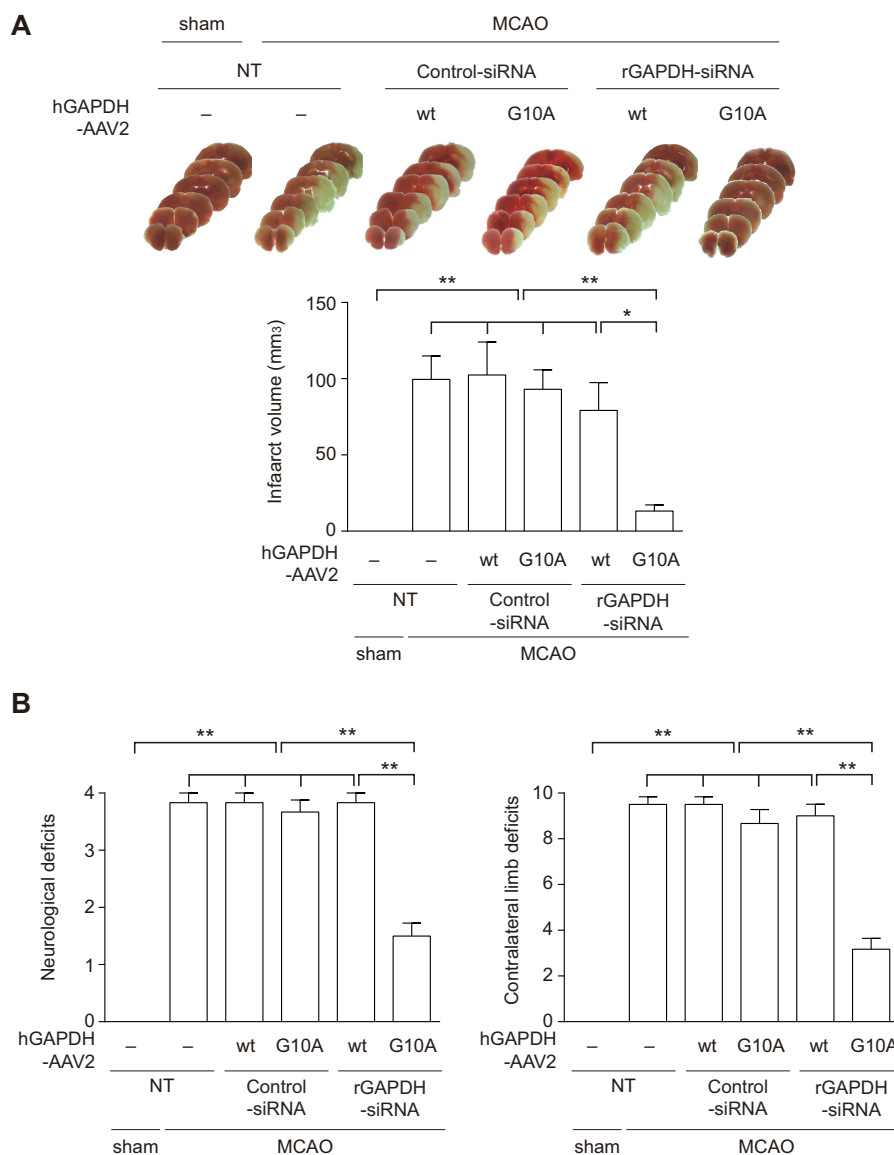 A
sham MCAO
NT Control-siRNA rGAPDH-siRNA
hGAPDH
-AAV2
– – wt G10A wt G10A
** **
*
150
100
50
0
Infaarct volume (mm3)
hGAPDH
-AAV2
– – wt G10A wt G10A
NT Control
-siRNA
rGAPDH
-siRNA
sham MCAO
B
** **
**
4
3
2
1
0
Neurological deficits
hGAPDH
-AAV2
– – wt G10A wt G10A
NT Control
-siRNA
rGAPDH
-siRNA
sham MCAO
** **
**
10
8
6
4
2
0
Contralateral limb deficits
hGAPDH
-AAV2
– – wt G10A wt G10A
NT Control
-siRNA
rGAPDH
-siRNA
sham MCAO